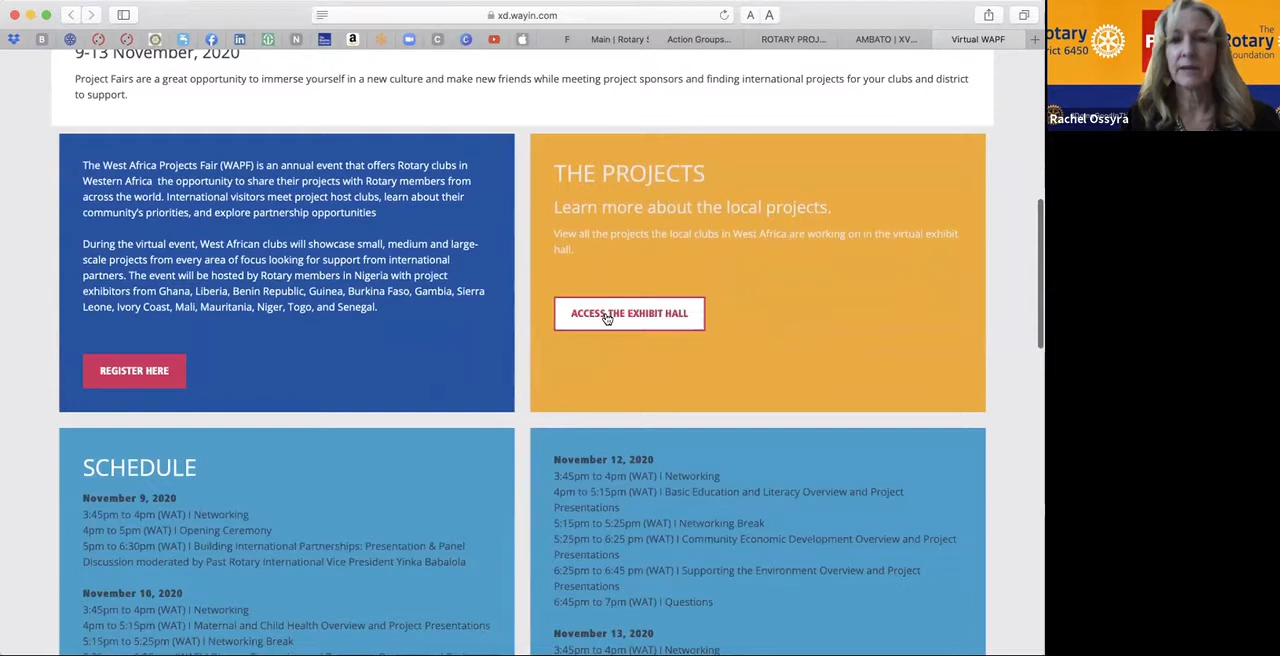 xd.wayin.com
A A
B
N
a
C
F
Main | Rotary
Action Groups...
ROTARY PROJ...
AMBATO | XV...
Virtual WAPF
+
9-13 November, 2020
Project Fairs are a great opportunity to immerse yourself in a new culture and make new friends while meeting project sponsors and finding international projects for your clubs and district
to support.
The West Africa Projects Fair (WAPF) is an annual event that offers Rotary clubs in
Western Africa the opportunity to share their projects with Rotary members from
across the world. International visitors meet project host clubs, learn about their
community's priorities, and explore partnership opportunities
During the virtual event, West African clubs will showcase small, medium and large-
scale projects from every area of focus looking for support from international
partners. The event will be hosted by Rotary members in Nigeria with project
exhibitors from Ghana, Liberia, Benin Republic, Guinea, Burkina Faso, Gambia, Sierra
Leone, Ivory Coast, Mali, Mauritania, Niger, Togo, and Senegal.
REGISTER HERE
THE PROJECTS
Learn more about the local projects.
View all the projects the local clubs in West Africa are working on in the virtual exhibit
hall.
ACCESS THE EXHIBIT HALL
SCHEDULE
November 9, 2020
3:45pm to 4pm (WAT) I Networking
4pm to 5pm (WAT) I Opening Ceremony
5pm to 6:30pm (WAT) I Building International Partnerships: Presentation & Panel
Discussion moderated by Past Rotary International Vice President Yinka Babalola
November 10, 2020
3:45pm to 4pm (WAT) I Networking
4pm to 5:15pm (WAT) I Maternal and Child Health Overview and Project Presentations
5:15pm to 5:25pm (WAT) I Networking Break
November 12, 2020
3:45pm to 4pm (WAT) I Networking
4pm to 5:15pm (WAT) I Basic Education and Literacy Overview and Project
Presentations
5:15pm to 5:25pm (WAT) I Networking Break
5:25pm to 6:25 pm (WAT) I Community Economic Development Overview and Project
Presentations
6:25pm to 6:45 pm (WAT) I Supporting the Environment Overview and Project
Presentations
6:45pm to 7pm (WAT) I Questions
November 13, 2020
3:45pm to 4pm (WAT) I Networking
otary
rict 6450
The
Rotary
Foundation
Rachel Ossyra